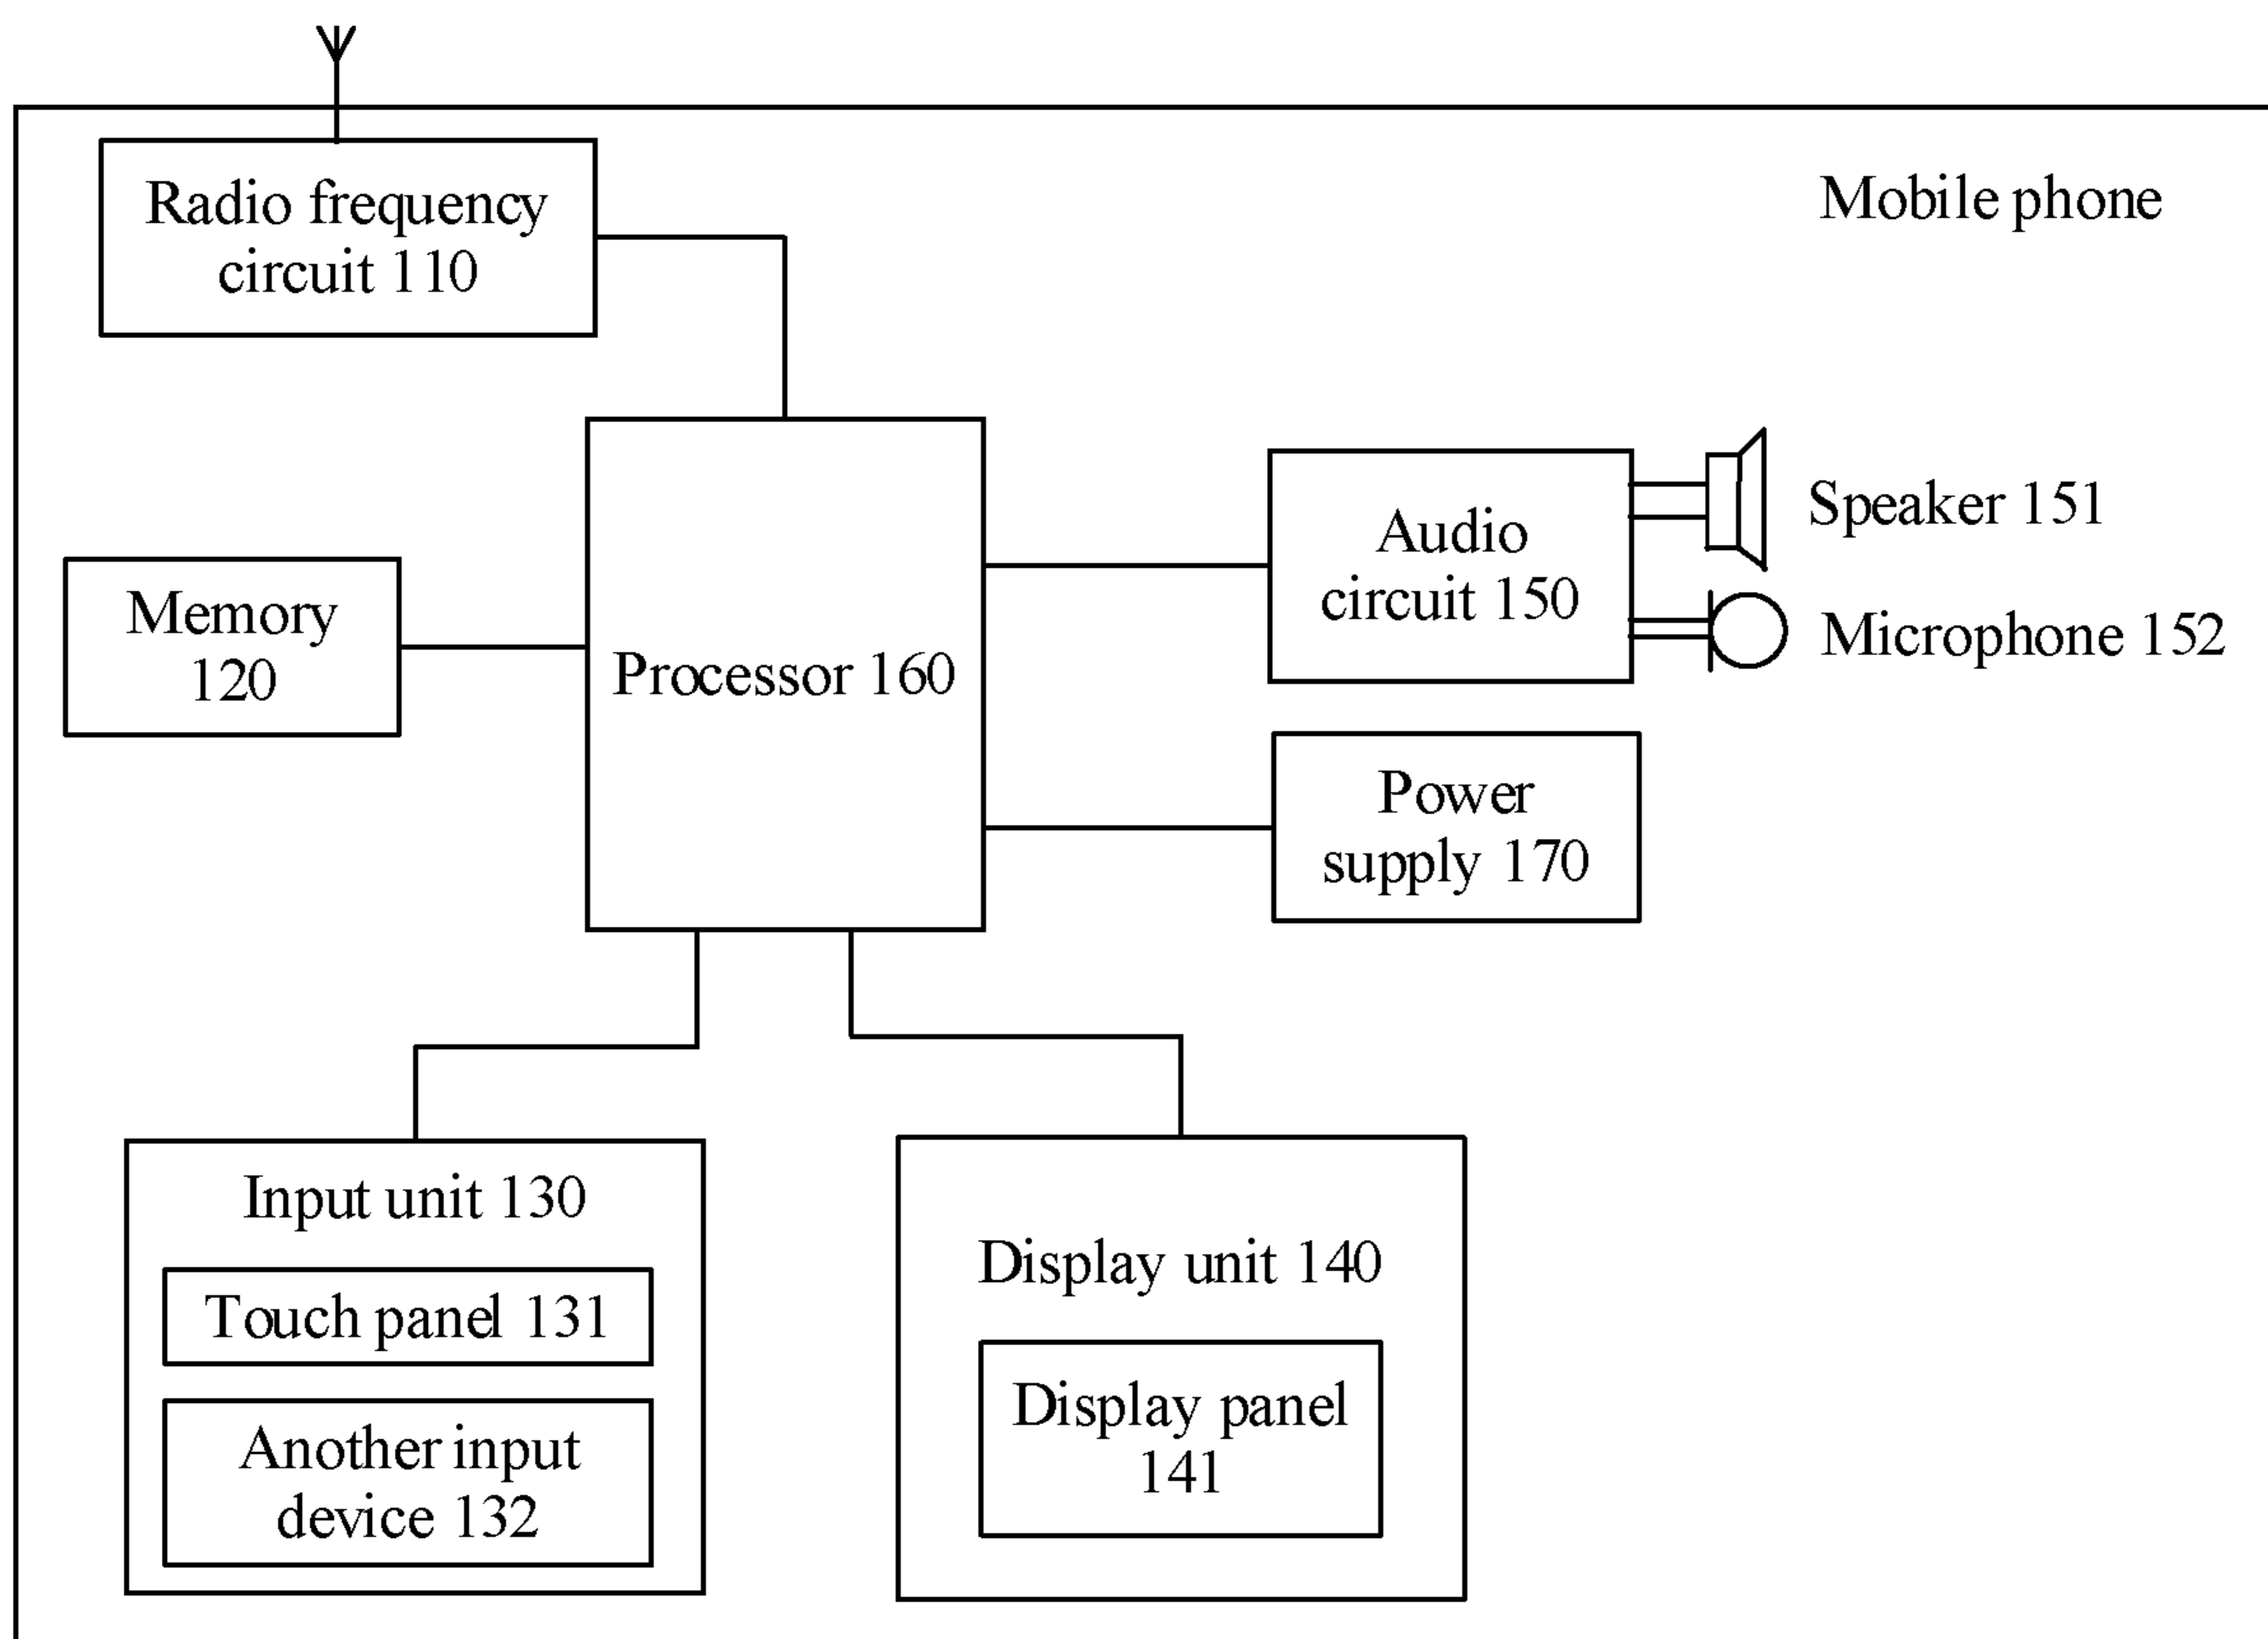 Radio frequency
circuit 110
Mobile phone
Memory
120
Processor 160
Audio
circuit 150
Speaker 151
Microphone 152
Power
supply 170
Input unit 130
Touch panel 131
Another input
device 132
Display unit 140
Display panel
141